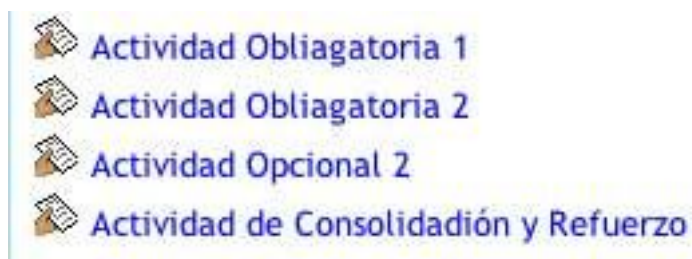 Actividad Obliagatoria 1
Actividad Obliagatoria 2
Actividad Opcional 2
Actividad de Consolidadión y Refuerzo